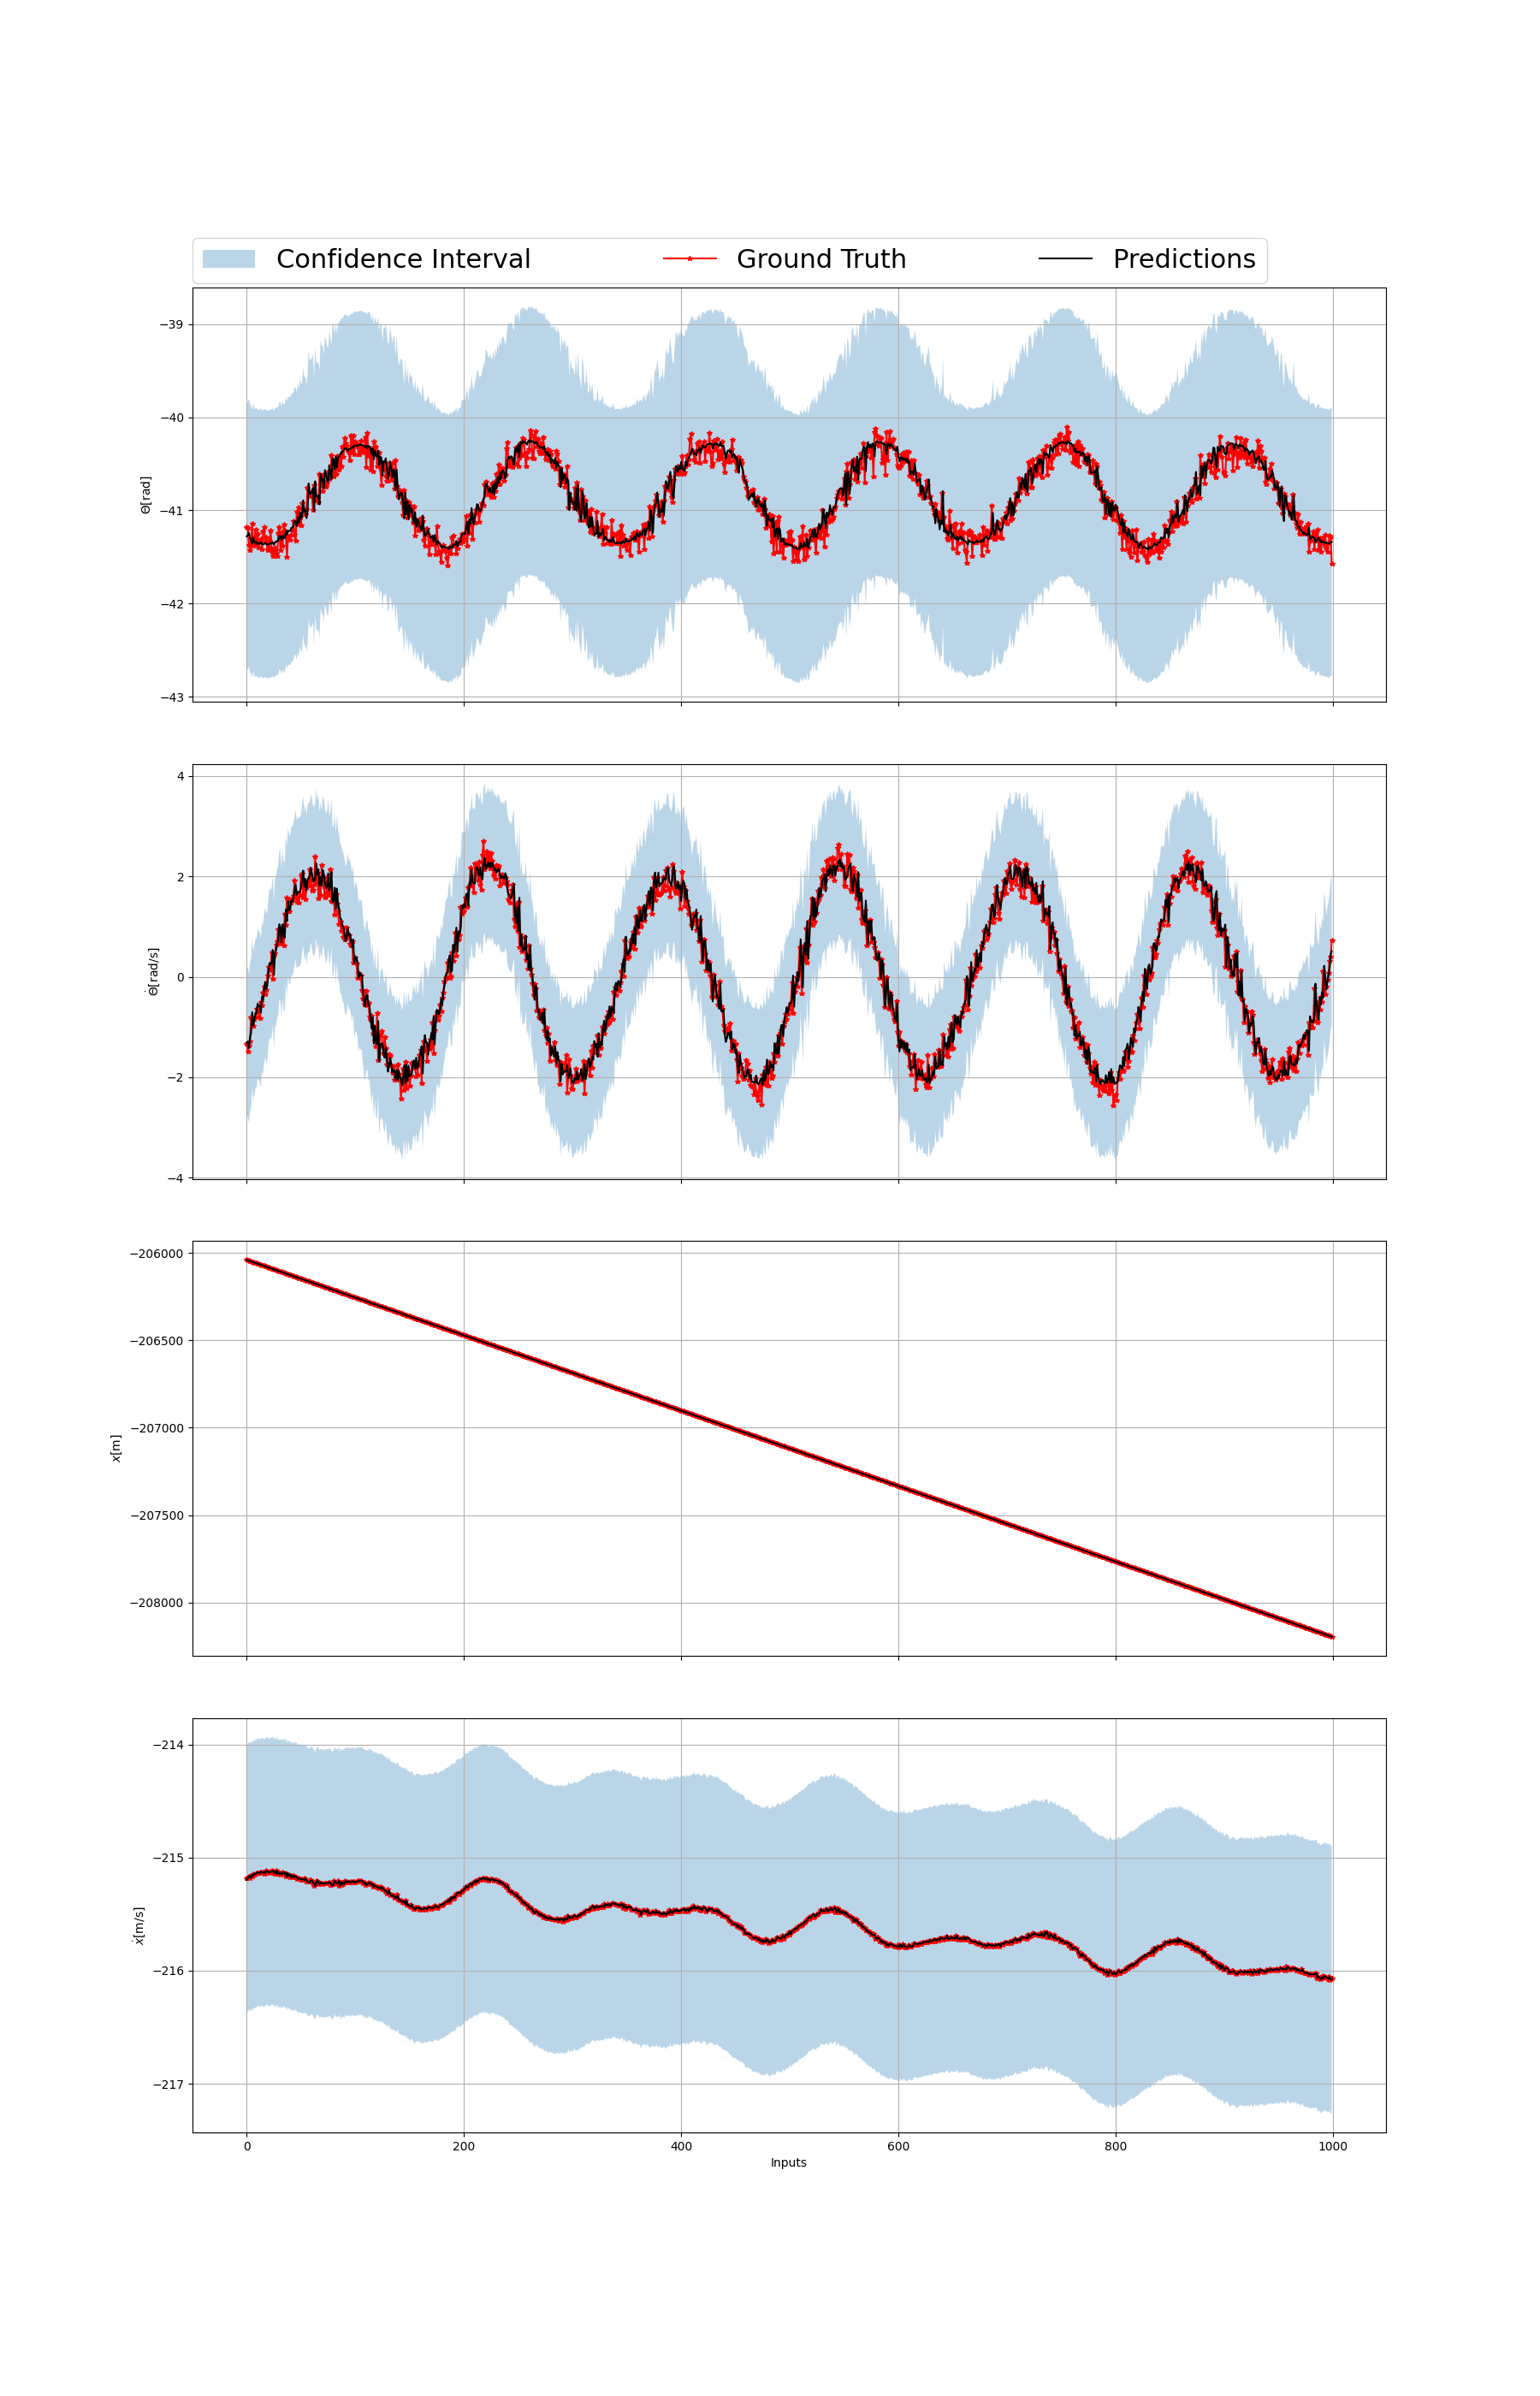 Confidence Interval Ground Truth Predictions
−39
−40
−41
−42
−43
Θ[rad]
4
2
0
−2
−4
Θ̇[rad/s]
−206000
−206500
−207000
−207500
−208000
x[m]
−214
−215
−216
−217
ẋ[m/s]
0 200 400 600 800 1000
Inputs